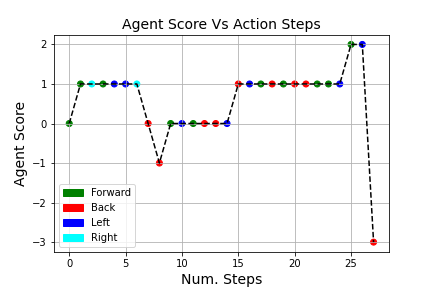 Agent Score Vs Action Steps
2
1
0
−1
−2
−3
Agent Score
Forward
Back
Left
Right
0 5 10 15 20 25
Num. Steps